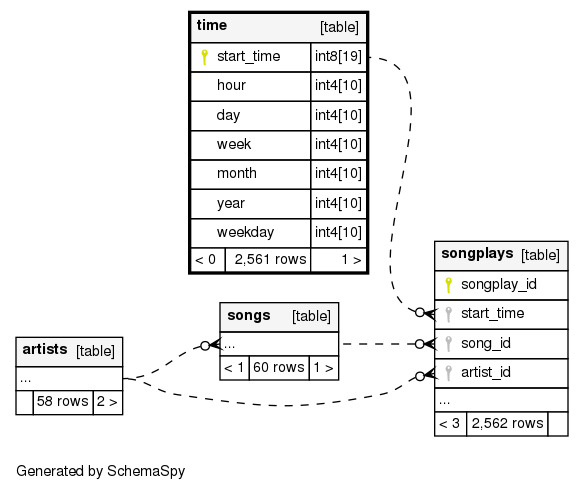 time [table]
start_time int8[19]
hour int4[10]
day int4[10]
week int4[10]
month int4[10]
year int4[10]
weekday int4[10]
< 0 2,561 rows 1 >
songplays [table]
songplay_id
start_time
song_id
artist_id
...
< 3 2,562 rows
songs [table]
...
< 1 60 rows 1 >
artists [table]
...
58 rows 2 >
Generated by SchemaSpy